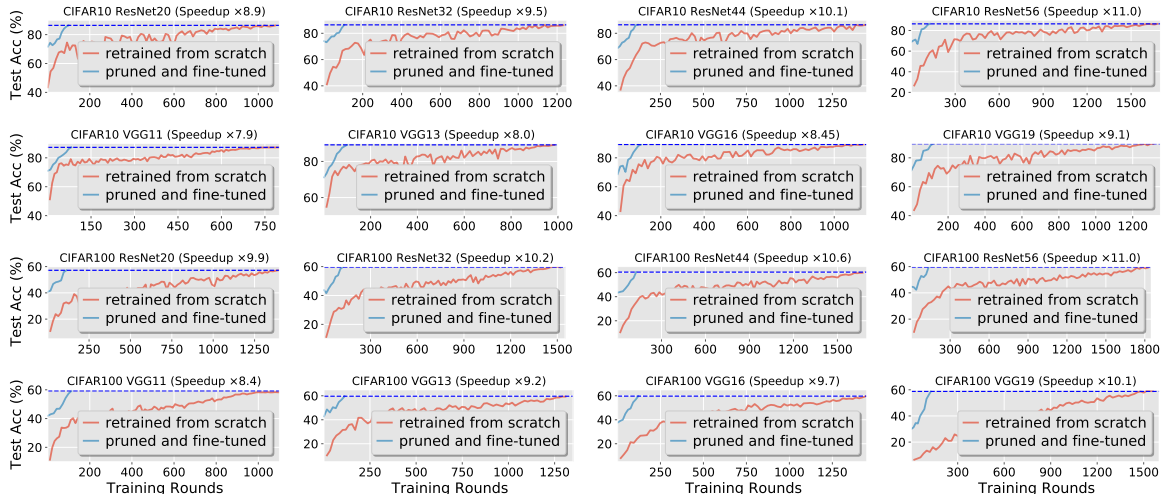 CIFAR10 ResNet20 (Speedup ×8.9)
Test Acc (%)
80
60
40
retrained from scratch
pruned and fine-tuned
200 400 600 800 1000
CIFAR10 ResNet32 (Speedup ×9.5)
80
60
40
retrained from scratch
pruned and fine-tuned
200 400 600 800 1000 1200
CIFAR10 ResNet44 (Speedup ×10.1)
80
60
40
retrained from scratch
pruned and fine-tuned
250 500 750 1000 1250
CIFAR10 ResNet56 (Speedup ×11.0)
80
60
40
20
retrained from scratch
pruned and fine-tuned
300 600 900 1200 1500
CIFAR10 VGG11 (Speedup ×7.9)
Test Acc (%)
80
60
40
retrained from scratch
pruned and fine-tuned
150 300 450 600 750
CIFAR10 VGG13 (Speedup ×8.0)
80
60
retrained from scratch
pruned and fine-tuned
200 400 600 800 1000
CIFAR10 VGG16 (Speedup ×8.45)
80
60
40
retrained from scratch
pruned and fine-tuned
200 400 600 800 1000
CIFAR10 VGG19 (Speedup ×9.1)
80
60
40
retrained from scratch
pruned and fine-tuned
200 400 600 800 1000 1200
CIFAR100 ResNet20 (Speedup ×9.9)
Test Acc (%)
60
40
20
retrained from scratch
pruned and fine-tuned
250 500 750 1000 1250
CIFAR100 ResNet32 (Speedup ×10.2)
60
40
20
retrained from scratch
pruned and fine-tuned
300 600 900 1200 1500
CIFAR100 ResNet44 (Speedup ×10.6)
60
40
20
retrained from scratch
pruned and fine-tuned
300 600 900 1200 1500
CIFAR100 ResNet56 (Speedup ×11.0)
60
40
20
retrained from scratch
pruned and fine-tuned
300 600 900 1200 1500 1800
CIFAR100 VGG11 (Speedup ×8.4)
Test Acc (%)
60
40
20
retrained from scratch
pruned and fine-tuned
200 400 600 800 1000
Training Rounds
CIFAR100 VGG13 (Speedup ×9.2)
60
40
20
retrained from scratch
pruned and fine-tuned
250 500 750 1000 1250
Training Rounds
CIFAR100 VGG16 (Speedup ×9.7)
60
40
20
retrained from scratch
pruned and fine-tuned
250 500 750 1000 1250
Training Rounds
CIFAR100 VGG19 (Speedup ×10.1)
60
40
20
retrained from scratch
pruned and fine-tuned
300 600 900 1200 1500
Training Rounds